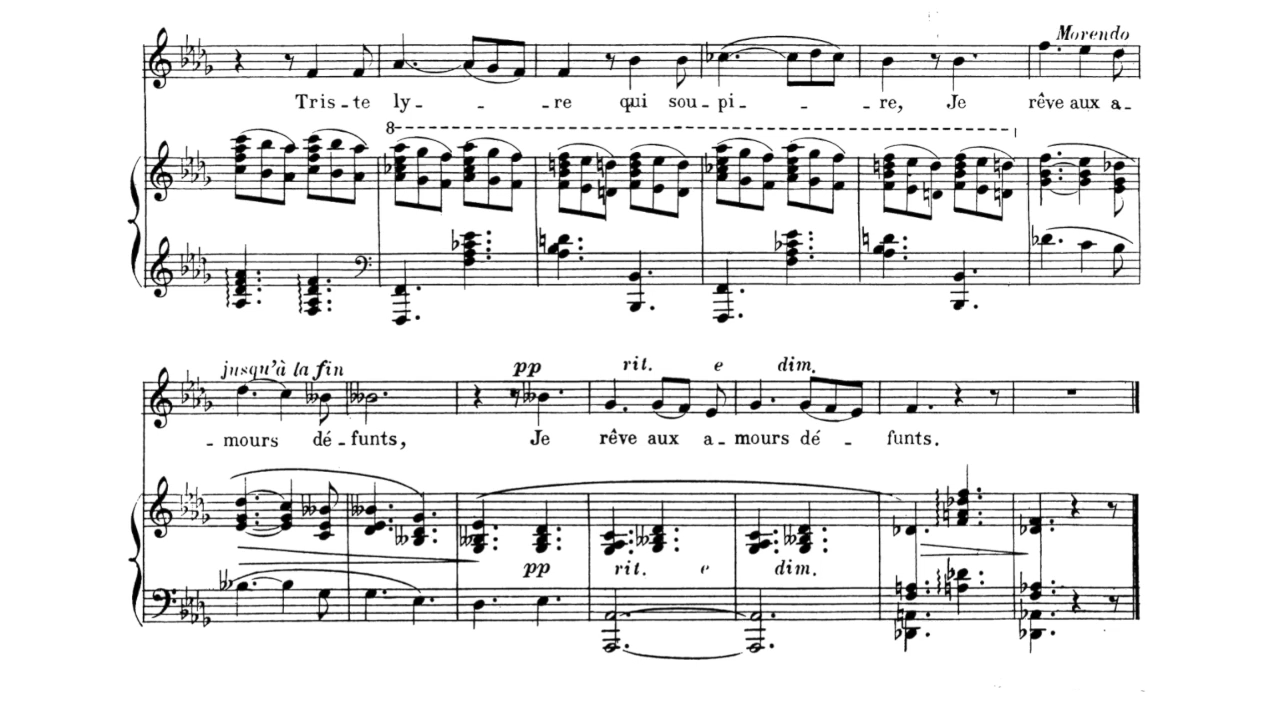 Morendo
Tris - te ly - - - re qui sou - pi - - - re, Je rêve aux a -
8
jusqu'à la fin pp rit. e dim.
- mours dé - funts, Je rêve aux a - mours dé - funts.
pp rit. e dim.